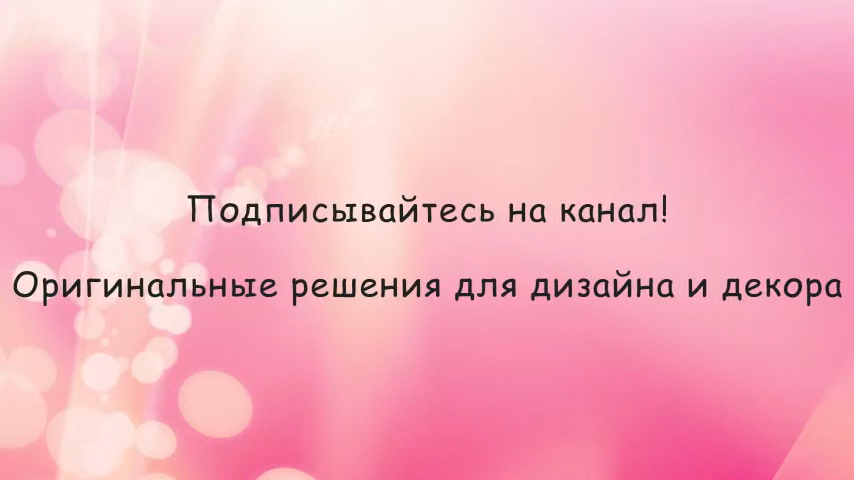 Подписывайтесь на канал!
Оригинальные решения для дизайна и декора